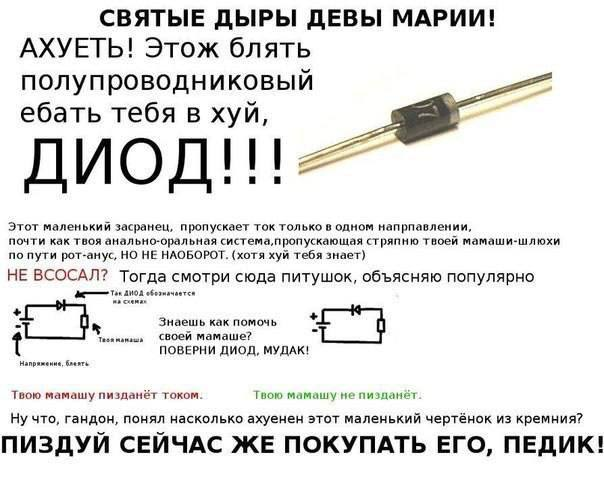 СВЯТЫЕ ДЫРЫ ДЕВЫ МАРИИ!
АХУЕТЬ! Этож блять
полупроводниковый
ебать тебя в хуй,
ДИОД!!!
Этот маленький засранец, пропускает ток только в одном напрпавлении,
почти как твоя анально-оральная система,пропускающая стряпню твоей мамаши-шлюхи
по пути рот-анус, НО НЕ НАОБОРОТ. (хотя хуй тебя знает)
НЕ ВСОСАЛ? Тогда смотри сюда питушок, объясняю популярно
Так ДИОД обозначается
на схемах
+
-
Твоя мамаша
Напряжение, блеять
Знаешь как помочь
своей мамаше?
ПОВЕРНИ ДИОД, МУДАК!
+
-
Твою мамашу пизданёт током.
Твою мамашу не пизданёт.
Ну что, гандон, понял насколько ахуенен этот маленький чертёнок из кремния?
ПИЗДУЙ СЕЙЧАС ЖЕ ПОКУПАТЬ ЕГО, ПЕДИК!